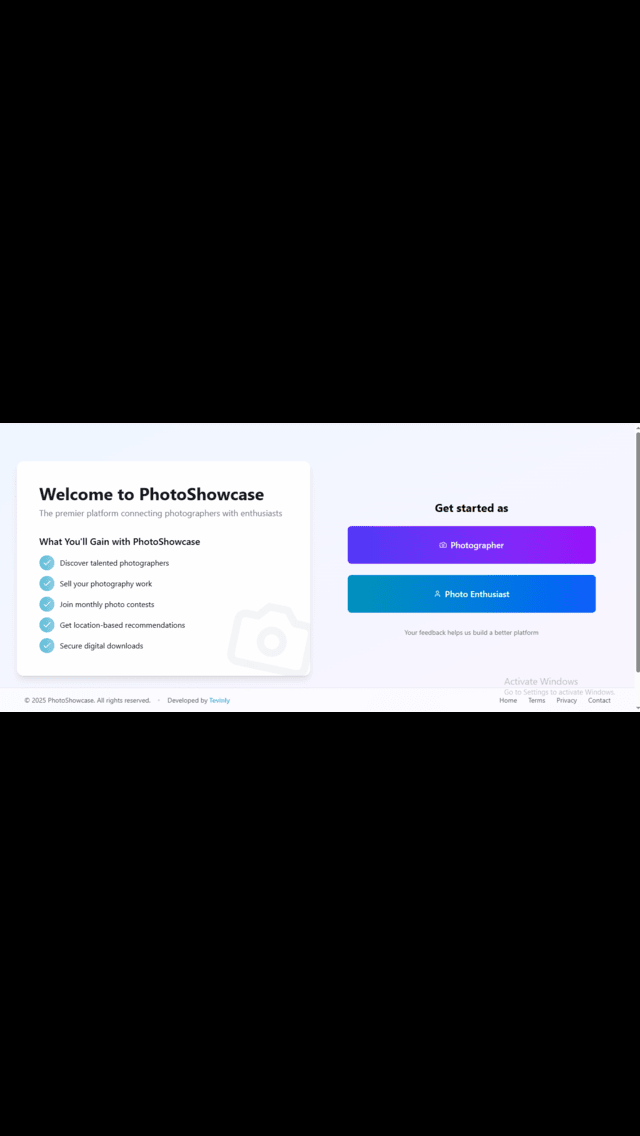 Welcome to PhotoShowcase
The premier platform connecting photographers with enthusiasts
What You'll Gain with PhotoShowcase
Discover talented photographers
Sell your photography work
Join monthly photo contests
Get location-based recommendations
Secure digital downloads
Get started as
Photographer
Photo Enthusiast
Your feedback helps us build a better platform
Activate Windows
Go to Settings to activate Windows.
© 2025 PhotoShowcase. All rights reserved. • Developed by Texinly
Home Terms Privacy Contact